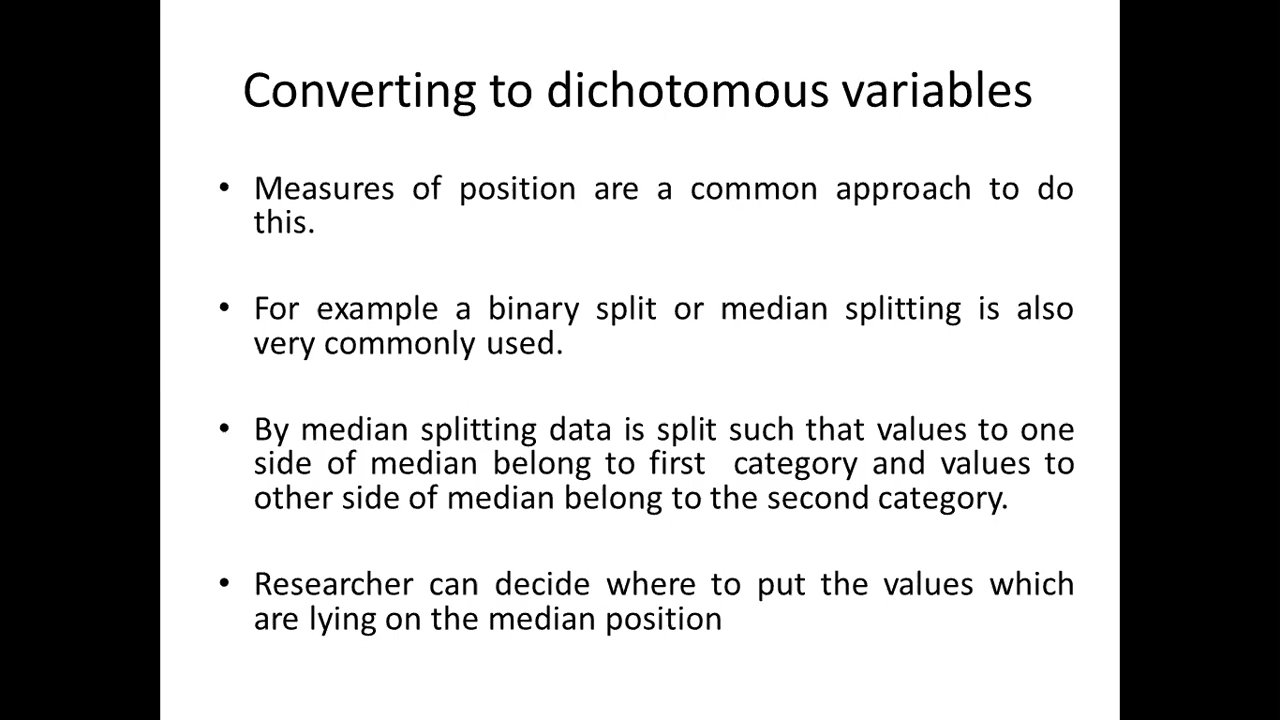 Converting to dichotomous variables
• Measures of position are a common approach to do
this.
• For example a binary split or median splitting is also
very commonly used.
• By median splitting data is split such that values to one
side of median belong to first  category and values to
other side of median belong to the second category.
• Researcher can decide where to put the values which
are lying on the median position